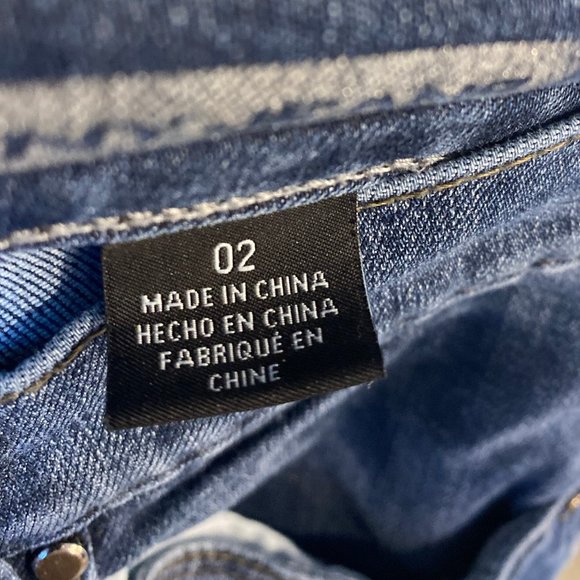 02
MADE IN CHINA
HECHO EN CHINA
FABRIQUÉ EN
CHINE